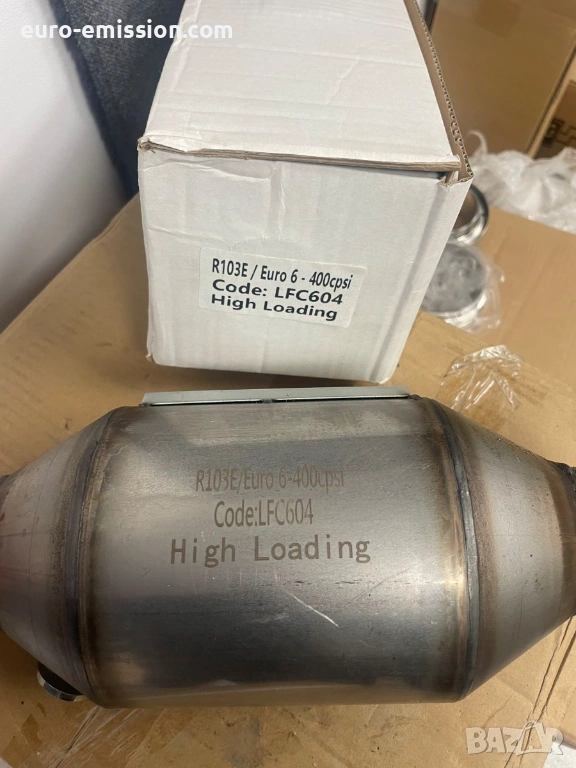 euro-emission.com
R103E / Euro 6 - 400cpsi
Code: LFC604
High Loading
R103E/Euro 6-400cpsi
Code:LFC604
High Loading
BAZAR